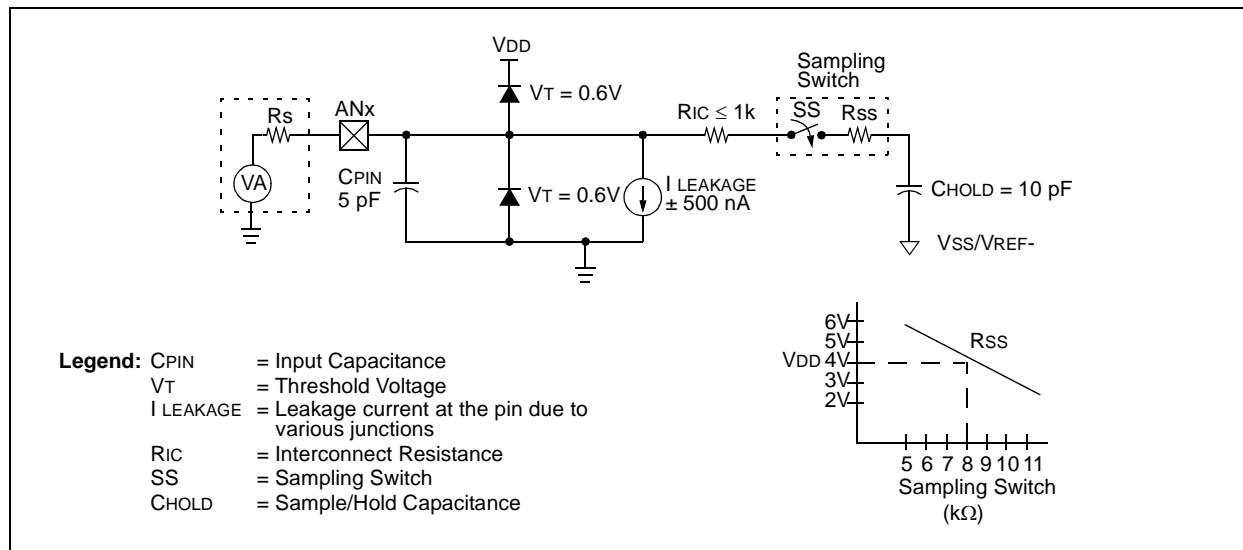 VDD
Sampling
Switch
VT = 0.6V
RIC ≤ 1k
SS
RSS
RS
ANx
VA
CPIN
5 pF
VT = 0.6V
I LEAKAGE
± 500 nA
CHOLD = 10 pF
VSS/VREF-
6V
5V
VDD 4V
3V
2V
RSS
5 6 7 8 9 10 11
Sampling Switch
(kΩ)
Legend: CPIN = Input Capacitance
VT = Threshold Voltage
I LEAKAGE = Leakage current at the pin due to
various junctions
RIC = Interconnect Resistance
SS = Sampling Switch
CHOLD = Sample/Hold Capacitance